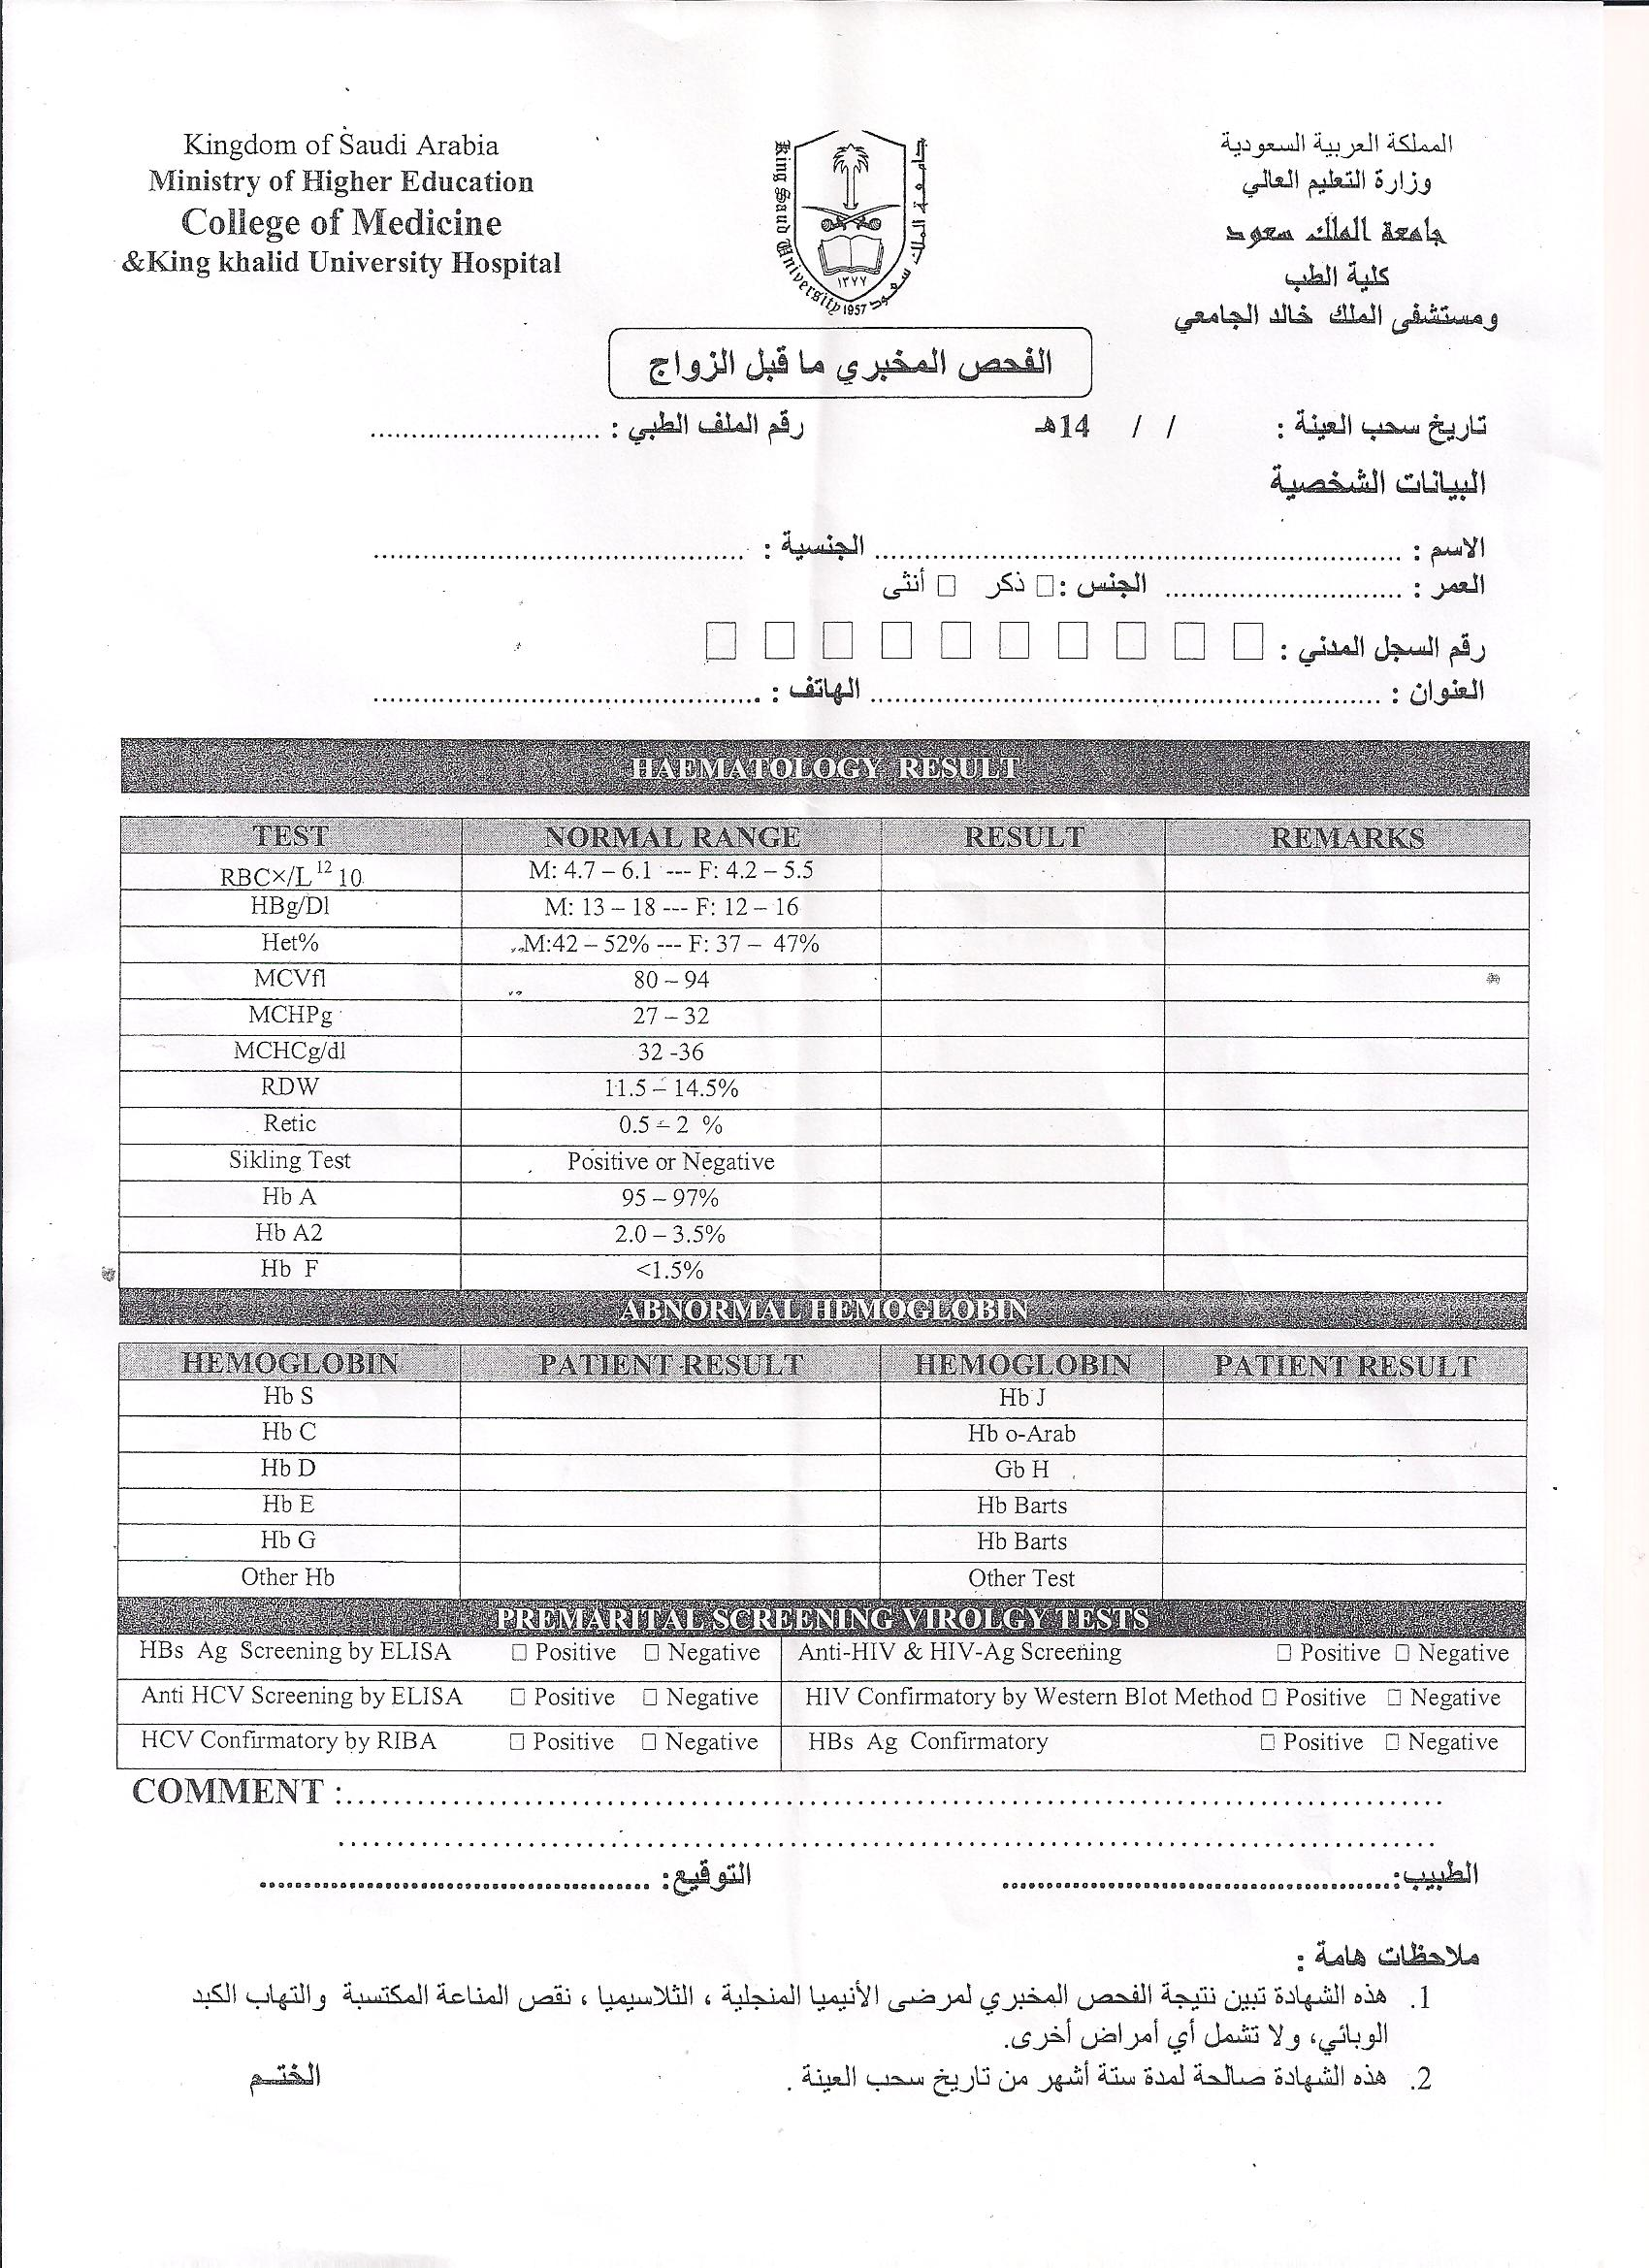 Kingdom of Saudi Arabia
Ministry of Higher Education
College of Medicine
&King khalid University Hospital
King Saud University 1957
جامعة الملك سعود
١٣٧٧
المملكة العربية السعودية
وزارة التعليم العالي
جامعة الملك سعود
كلية الطب
ومستشفى الملك خالد الجامعي
الفحص المخبري ما قبل الزواج
تاريخ سحب العينة : / / 14هـ رقم الملف الطبي : ............................
البيانات الشخصية
الاسم : ................................................................ الجنسية : .............................................
العمر : ............................. الجنس : □ ذكر □ أنثى
رقم السجل المدني : □ □ □ □ □ □ □ □ □ □
العنوان : .............................................................. الهاتف : ...............................................
HAEMATOLOGY RESULT
TEST NORMAL RANGE RESULT REMARKS
RBC×/L ¹² 10 M: 4.7 – 6.1 --- F: 4.2 – 5.5
HBg/Dl M: 13 – 18 --- F: 12 – 16
Het% M:42 – 52% --- F: 37 – 47%
MCVfl 80 – 94
MCHPg 27 – 32
MCHCg/dl 32 -36
RDW 11.5 – 14.5%
Retic 0.5 – 2 %
Sikling Test Positive or Negative
Hb A 95 – 97%
Hb A2 2.0 – 3.5%
Hb F <1.5%
ABNORMAL HEMOGLOBIN
HEMOGLOBIN PATIENT RESULT HEMOGLOBIN PATIENT RESULT
Hb S Hb J
Hb C Hb o-Arab
Hb D Gb H
Hb E Hb Barts
Hb G Hb Barts
Other Hb Other Test
PREMARITAL SCREENING VIROLGY TESTS
HBs Ag Screening by ELISA □ Positive □ Negative Anti-HIV & HIV-Ag Screening □ Positive □ Negative
Anti HCV Screening by ELISA □ Positive □ Negative HIV Confirmatory by Western Blot Method □ Positive □ Negative
HCV Confirmatory by RIBA □ Positive □ Negative HBs Ag Confirmatory □ Positive □ Negative
COMMENT :..........................................................................................
..........................................................................................
الطبيب:............................................ التوقيع: ............................................
ملاحظات هامة :
1. هذه الشهادة تبين نتيجة الفحص المخبري لمرضى الأنيميا المنجلية ، الثلاسيميا ، نقص المناعة المكتسبة والتهاب الكبد
الوبائي، ولا تشمل أي أمراض أخرى.
2. هذه الشهادة صالحة لمدة ستة أشهر من تاريخ سحب العينة . الختـم